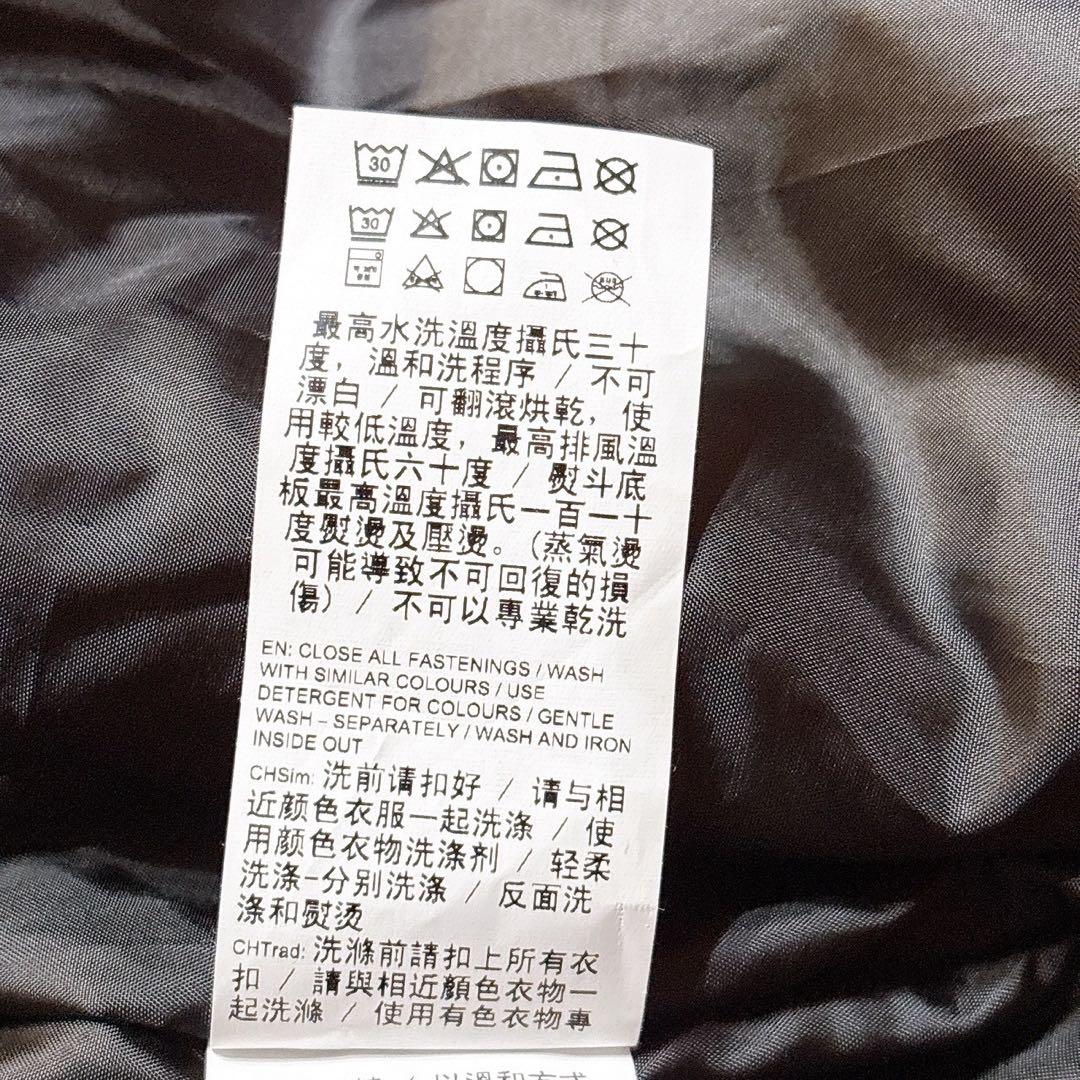 30
30
最高水洗溫度攝氏三十
度，溫和洗程序 / 不可
漂白 / 可翻滾烘乾，使
用較低溫度，最高排風溫
度攝氏六十度 / 熨斗底
板最高溫度攝氏一百一十
度熨燙及壓燙。（蒸氣燙
可能導致不可回復的損
傷）/ 不可以專業乾洗
EN: CLOSE ALL FASTENINGS / WASH
WITH SIMILAR COLOURS / USE
DETERGENT FOR COLOURS / GENTLE
WASH – SEPARATELY / WASH AND IRON
INSIDE OUT
CHSim: 洗前请扣好 / 请与相
近颜色衣服一起洗涤 / 使
用颜色衣物洗涤剂 / 轻柔
洗涤-分别洗涤 / 反面洗
涤和熨烫
CHTrad: 洗滌前請扣上所有衣
扣 / 請與相近顏色衣物一
起洗滌 / 使用有色衣物專
/ 以溫和方式